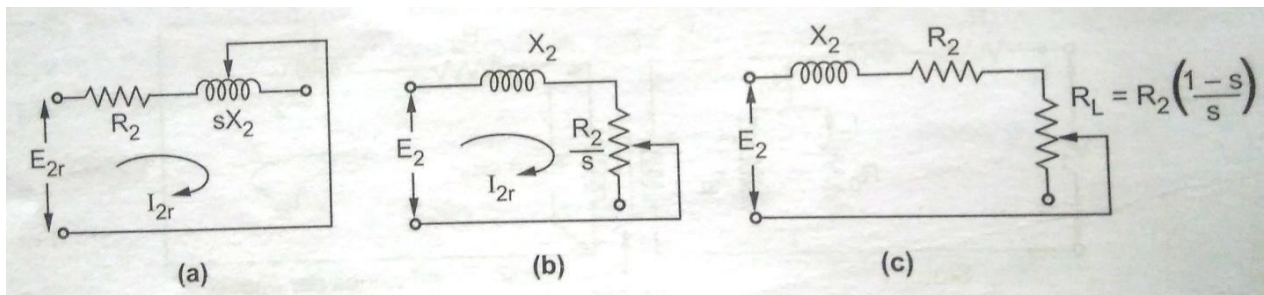 E2r
R2
sX2
I2r
(a)
E2
X2
R2/s
I2r
(b)
E2
X2
R2
RL = R2((1 - s)/s)
(c)